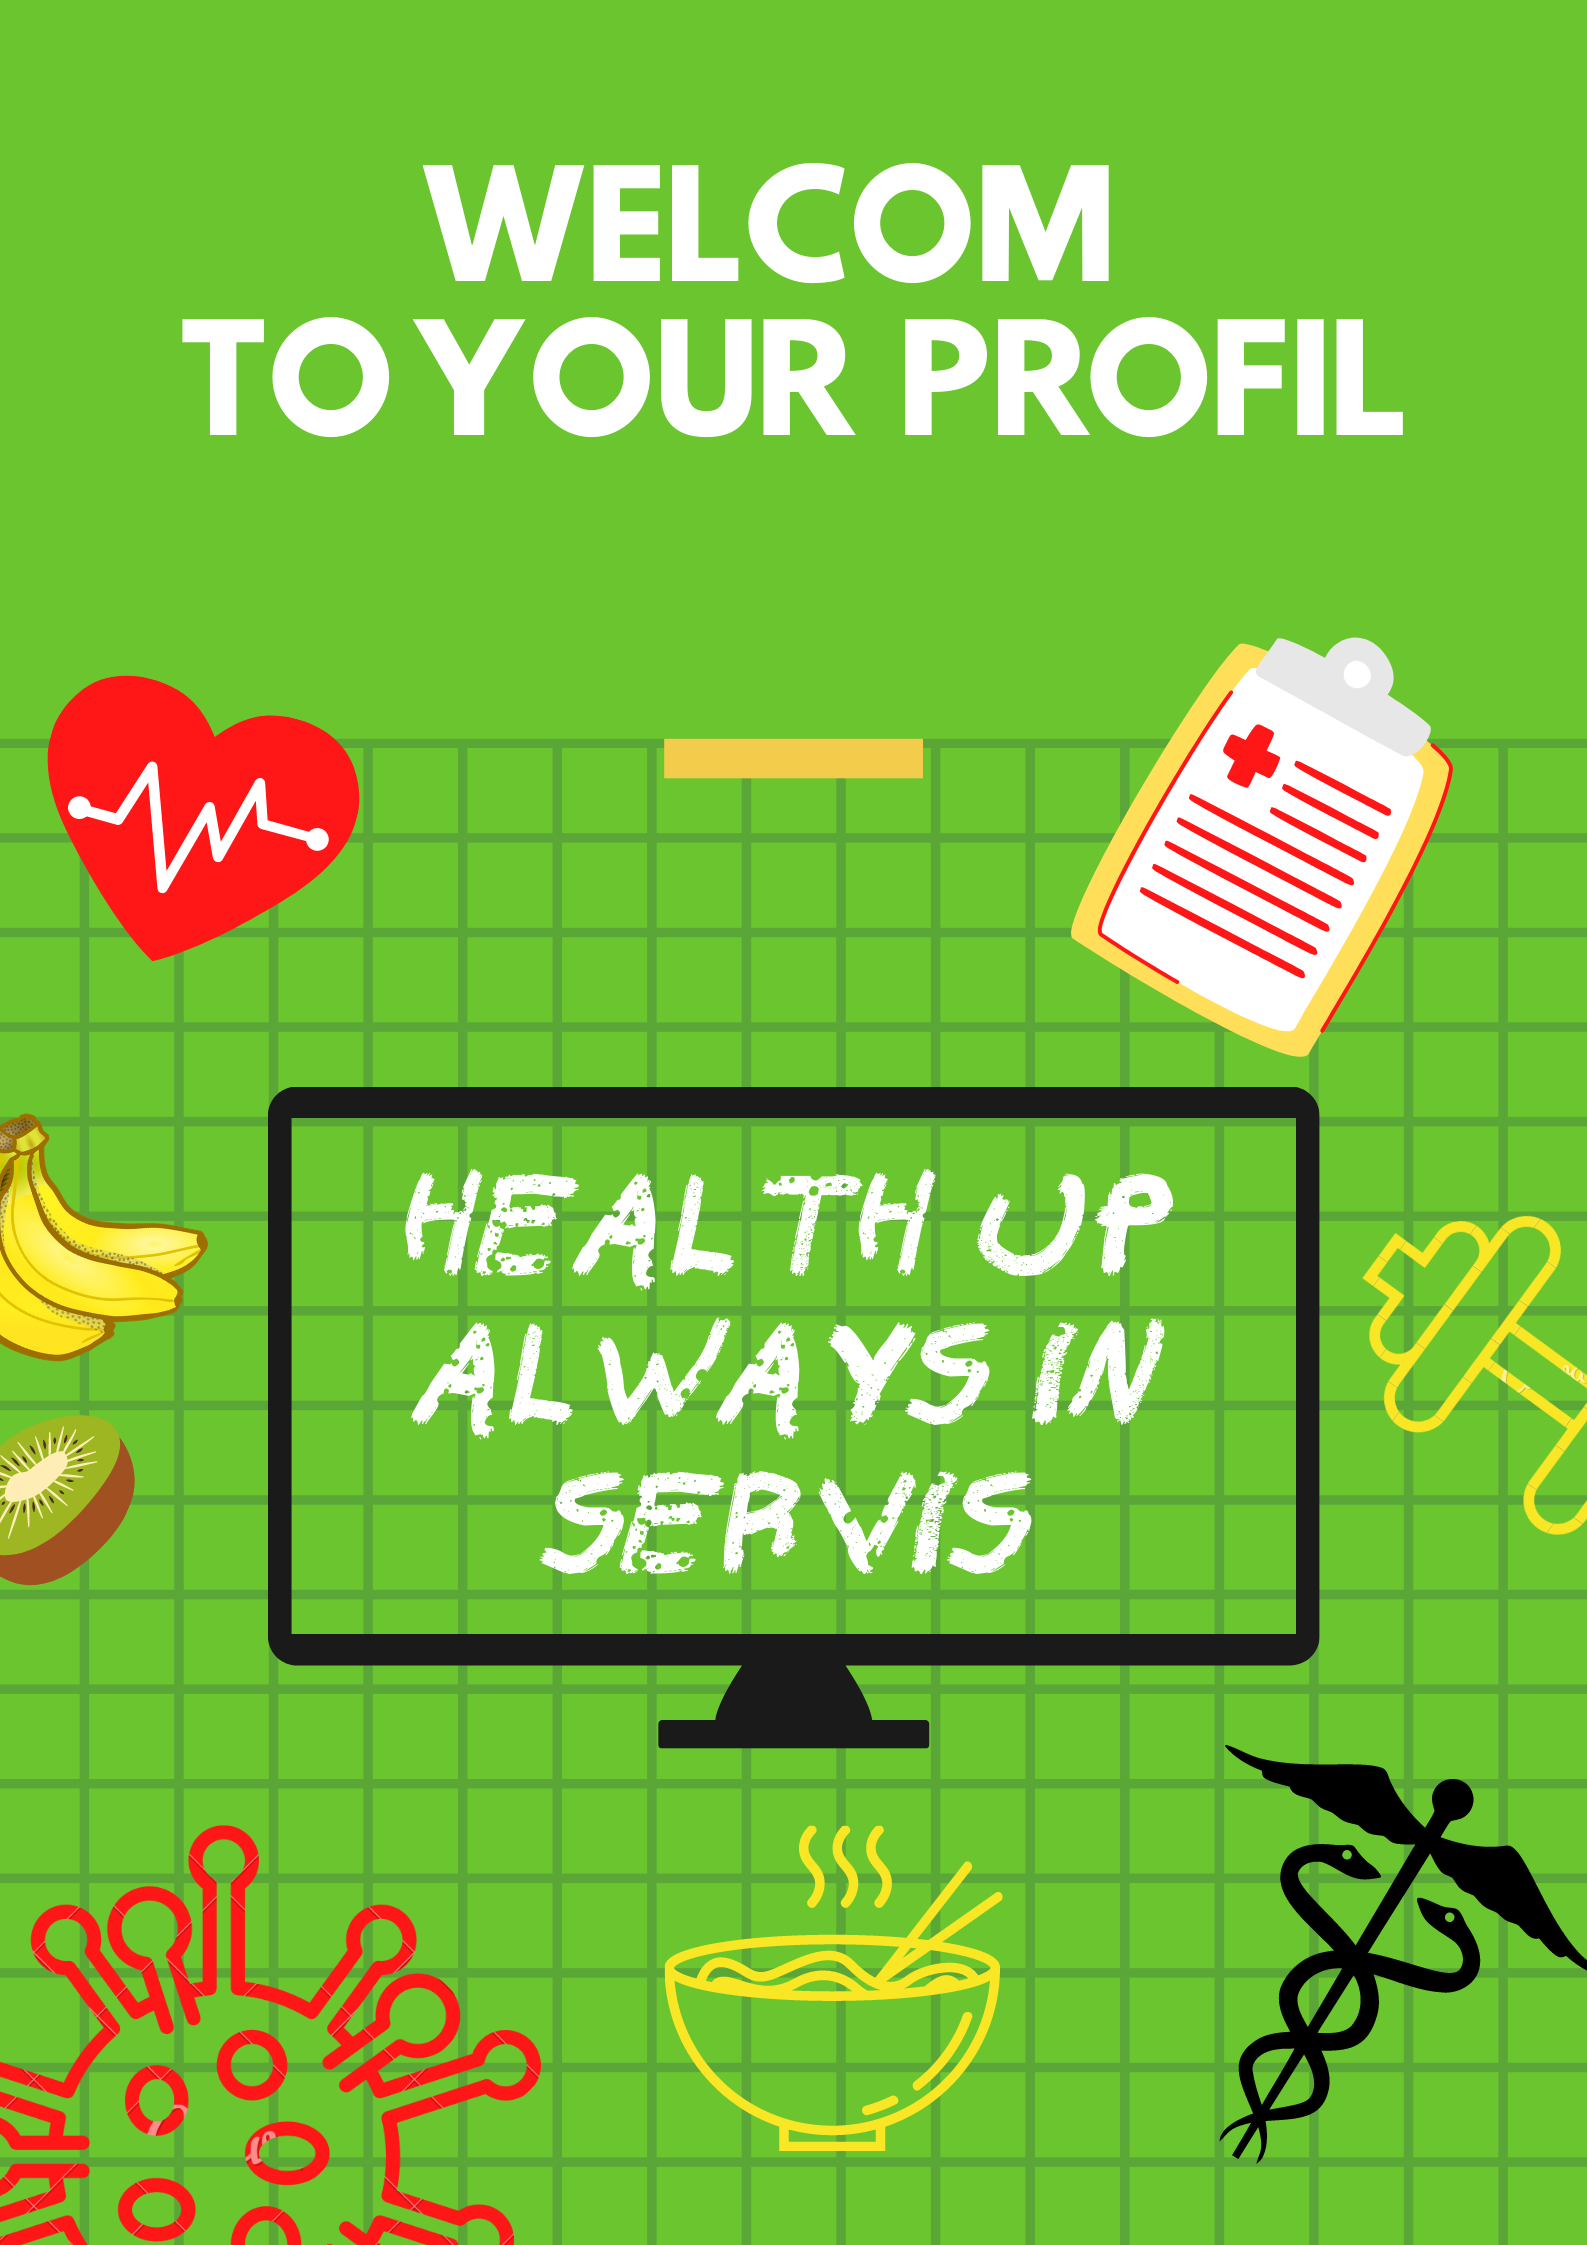 WELCOM
TO YOUR PROFIL
HEALTH UP
ALWAYS IN
SERVIS